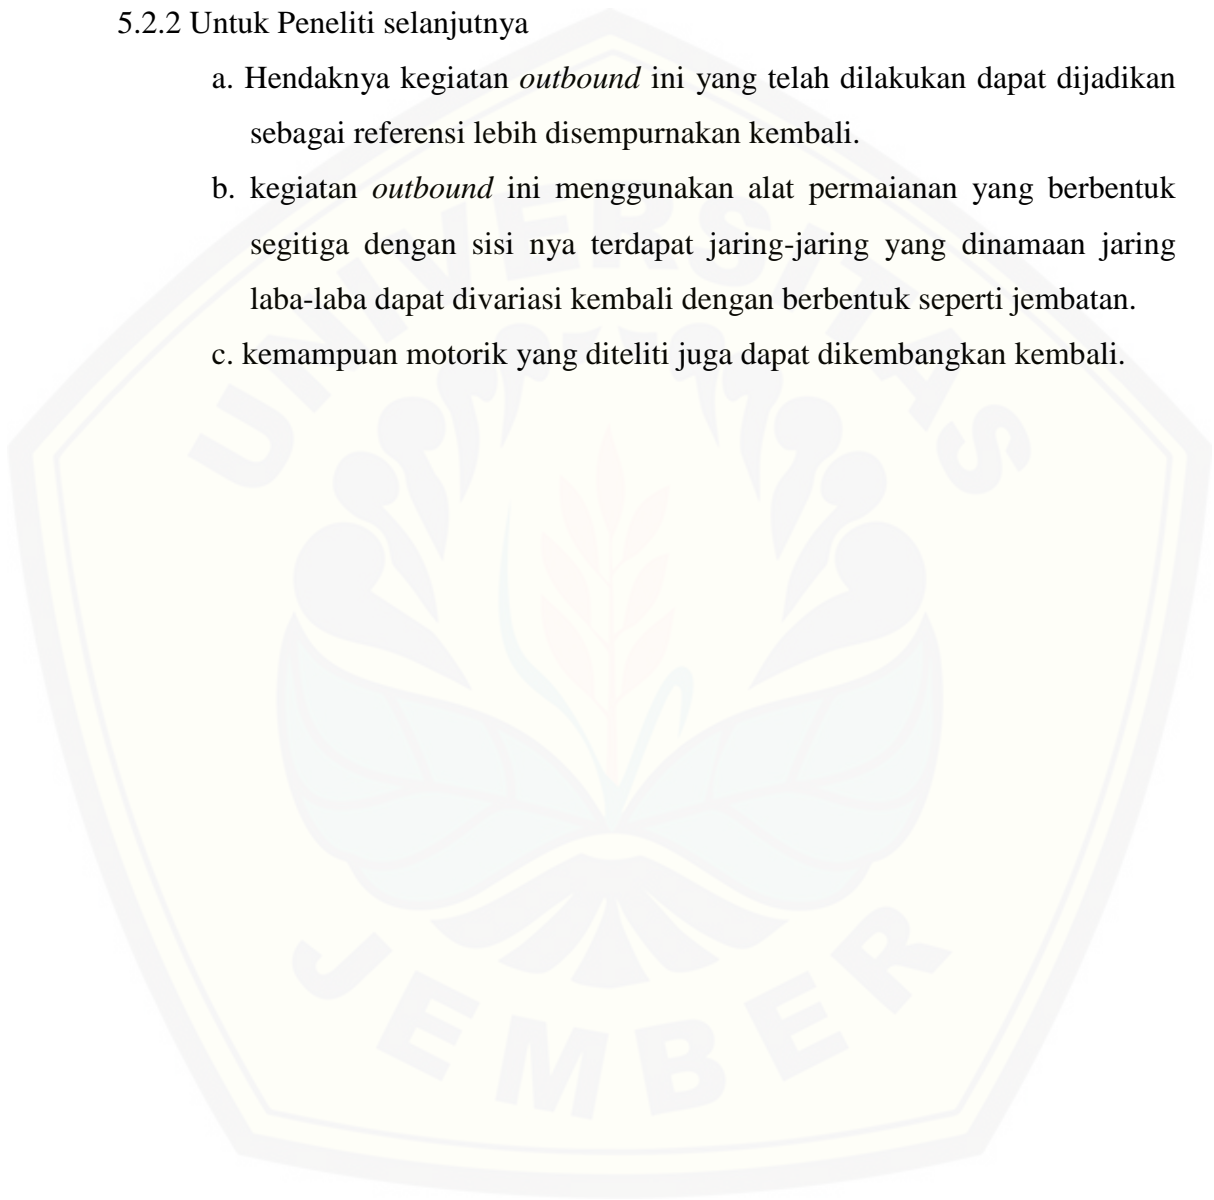 5.2.2 Untuk Peneliti selanjutnya
a. Hendaknya kegiatan outbound ini yang telah dilakukan dapat dijadikan
sebagai referensi lebih disempurnakan kembali.
b. kegiatan outbound ini menggunakan alat permaianan yang berbentuk
segitiga dengan sisi nya terdapat jaring-jaring yang dinamaan jaring
laba-laba dapat divariasi kembali dengan berbentuk seperti jembatan.
c. kemampuan motorik yang diteliti juga dapat dikembangkan kembali.
UNIVERSITAS
JEMBER